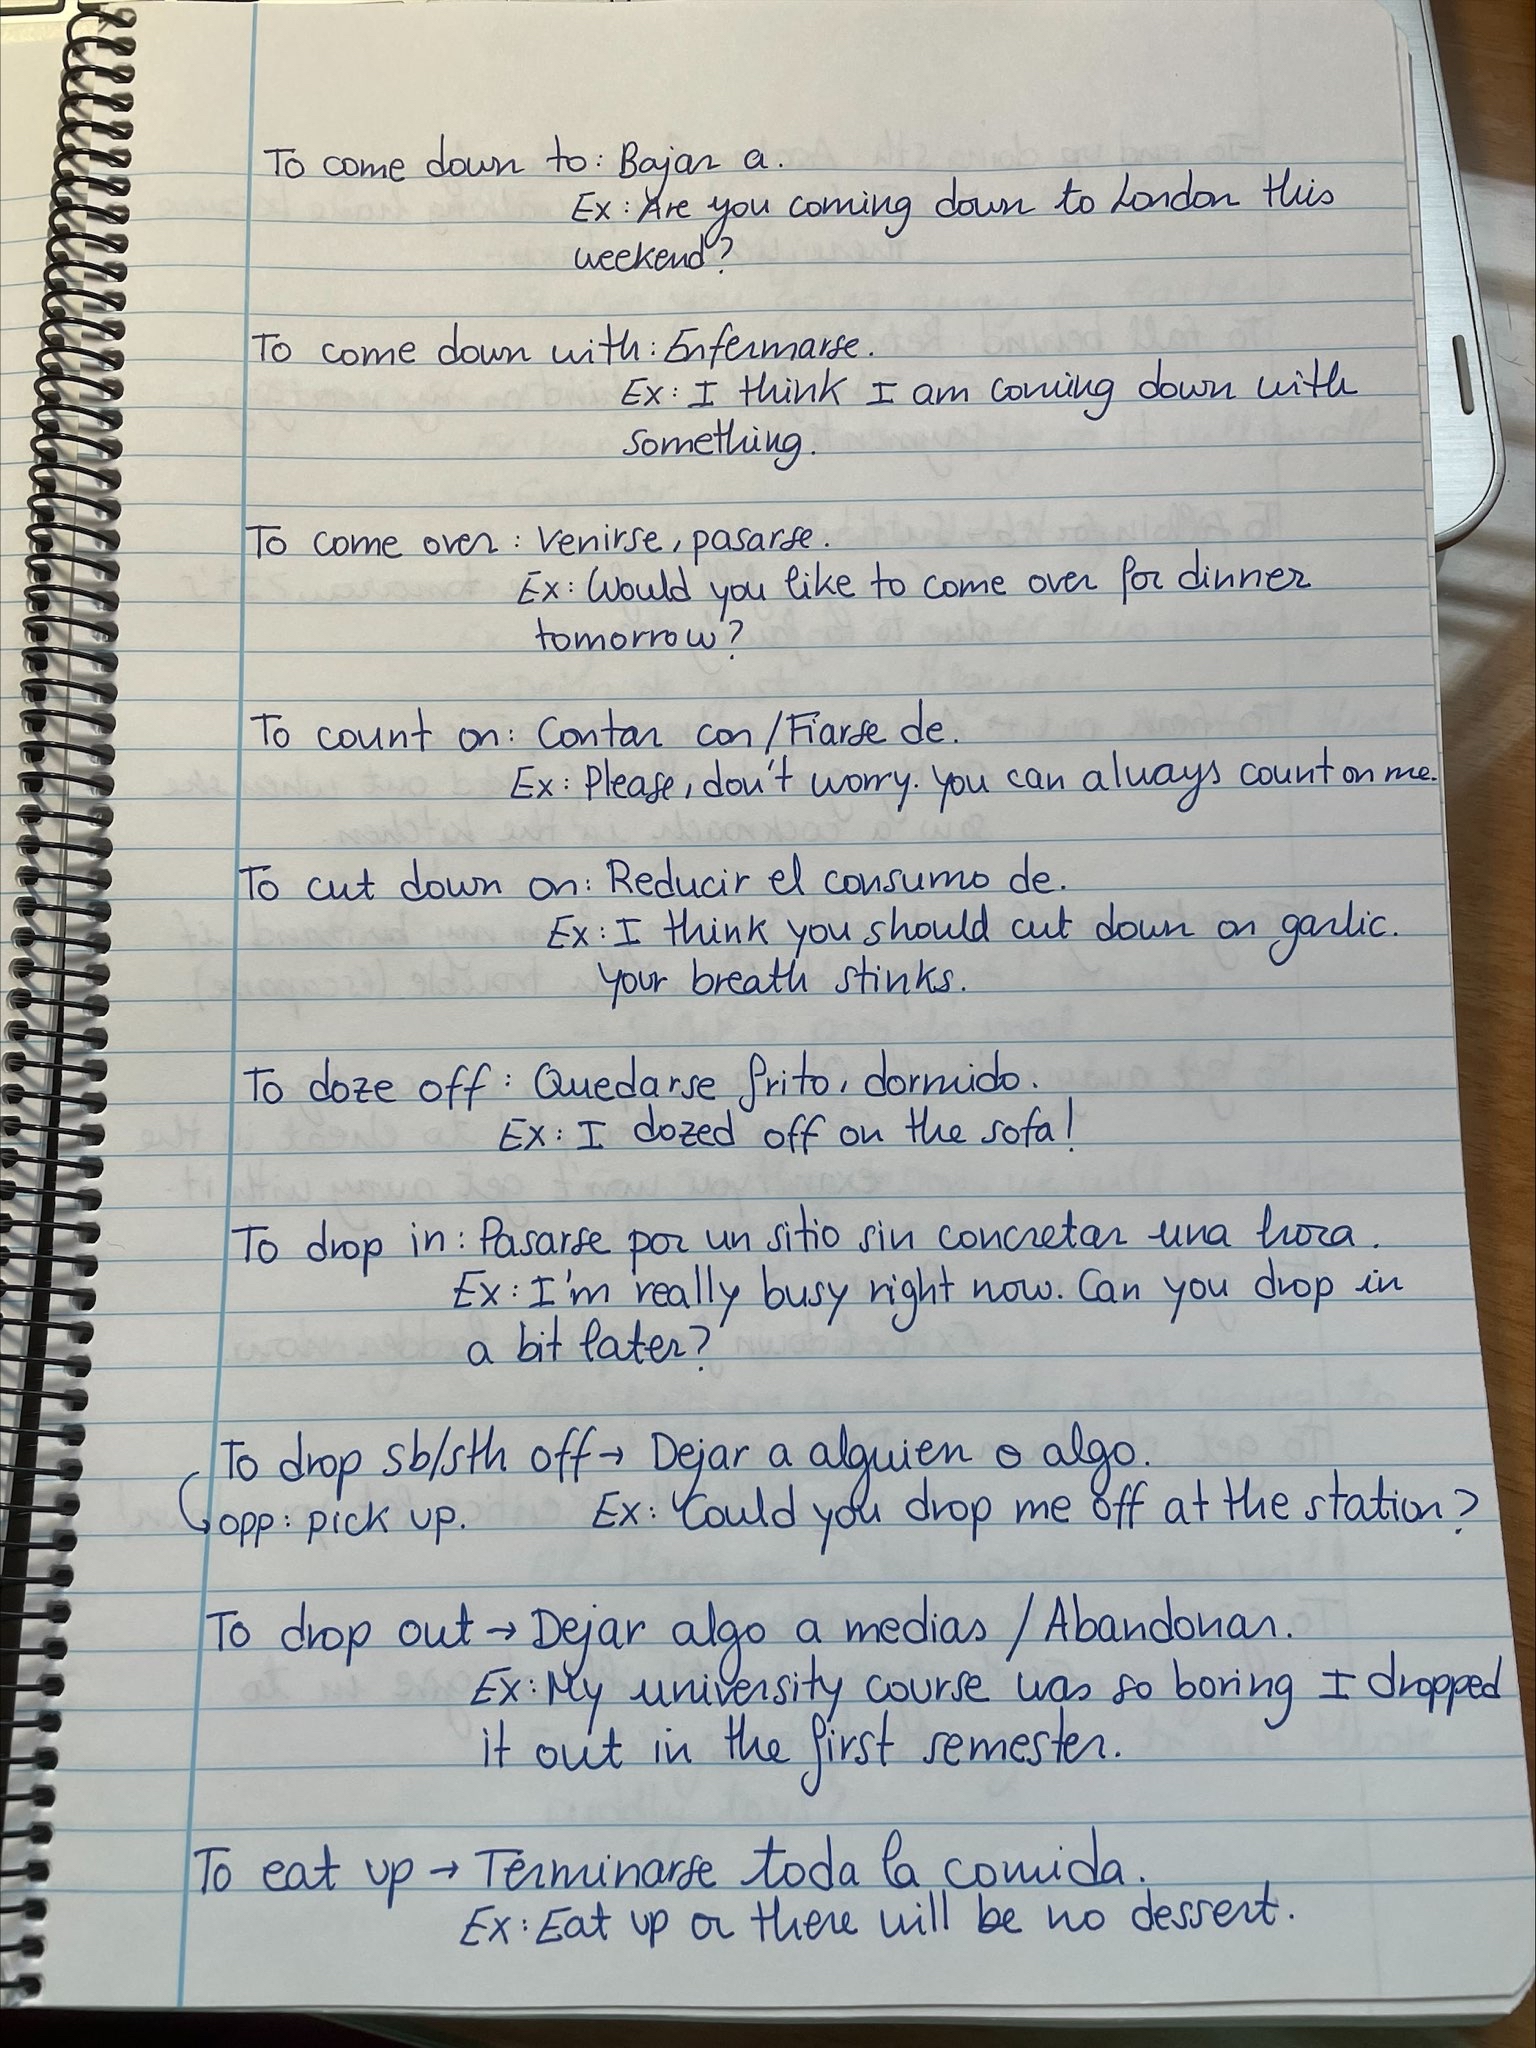 To come down to: Bajar a.
Ex: Are you coming down to London this
weekend?
To come down with: Enfermarse.
Ex: I think I am coming down with
something.
To come over: Venirse, pasarse.
Ex: Would you like to come over for dinner
tomorrow?
To count on: Contar con/Fiarse de.
Ex: Please, don't worry. You can always count on me.
To cut down on: Reducir el consumo de.
Ex: I think you should cut down on garlic.
Your breath stinks.
To doze off: Quedarse frito, dormido.
Ex: I dozed off on the sofa!
To drop in: Pasarse por un sitio sin concretar una hora.
Ex: I'm really busy right now. Can you drop in
a bit later?
To drop sb/sth off → Dejar a alguien o algo.
opp: pick up. Ex: Could you drop me off at the station?
To drop out → Dejar algo a medias / Abandonar.
Ex: My university course was so boring I dropped
it out in the first semester.
To eat up → Terminarse toda la comida.
Ex: Eat up or there will be no dessert.